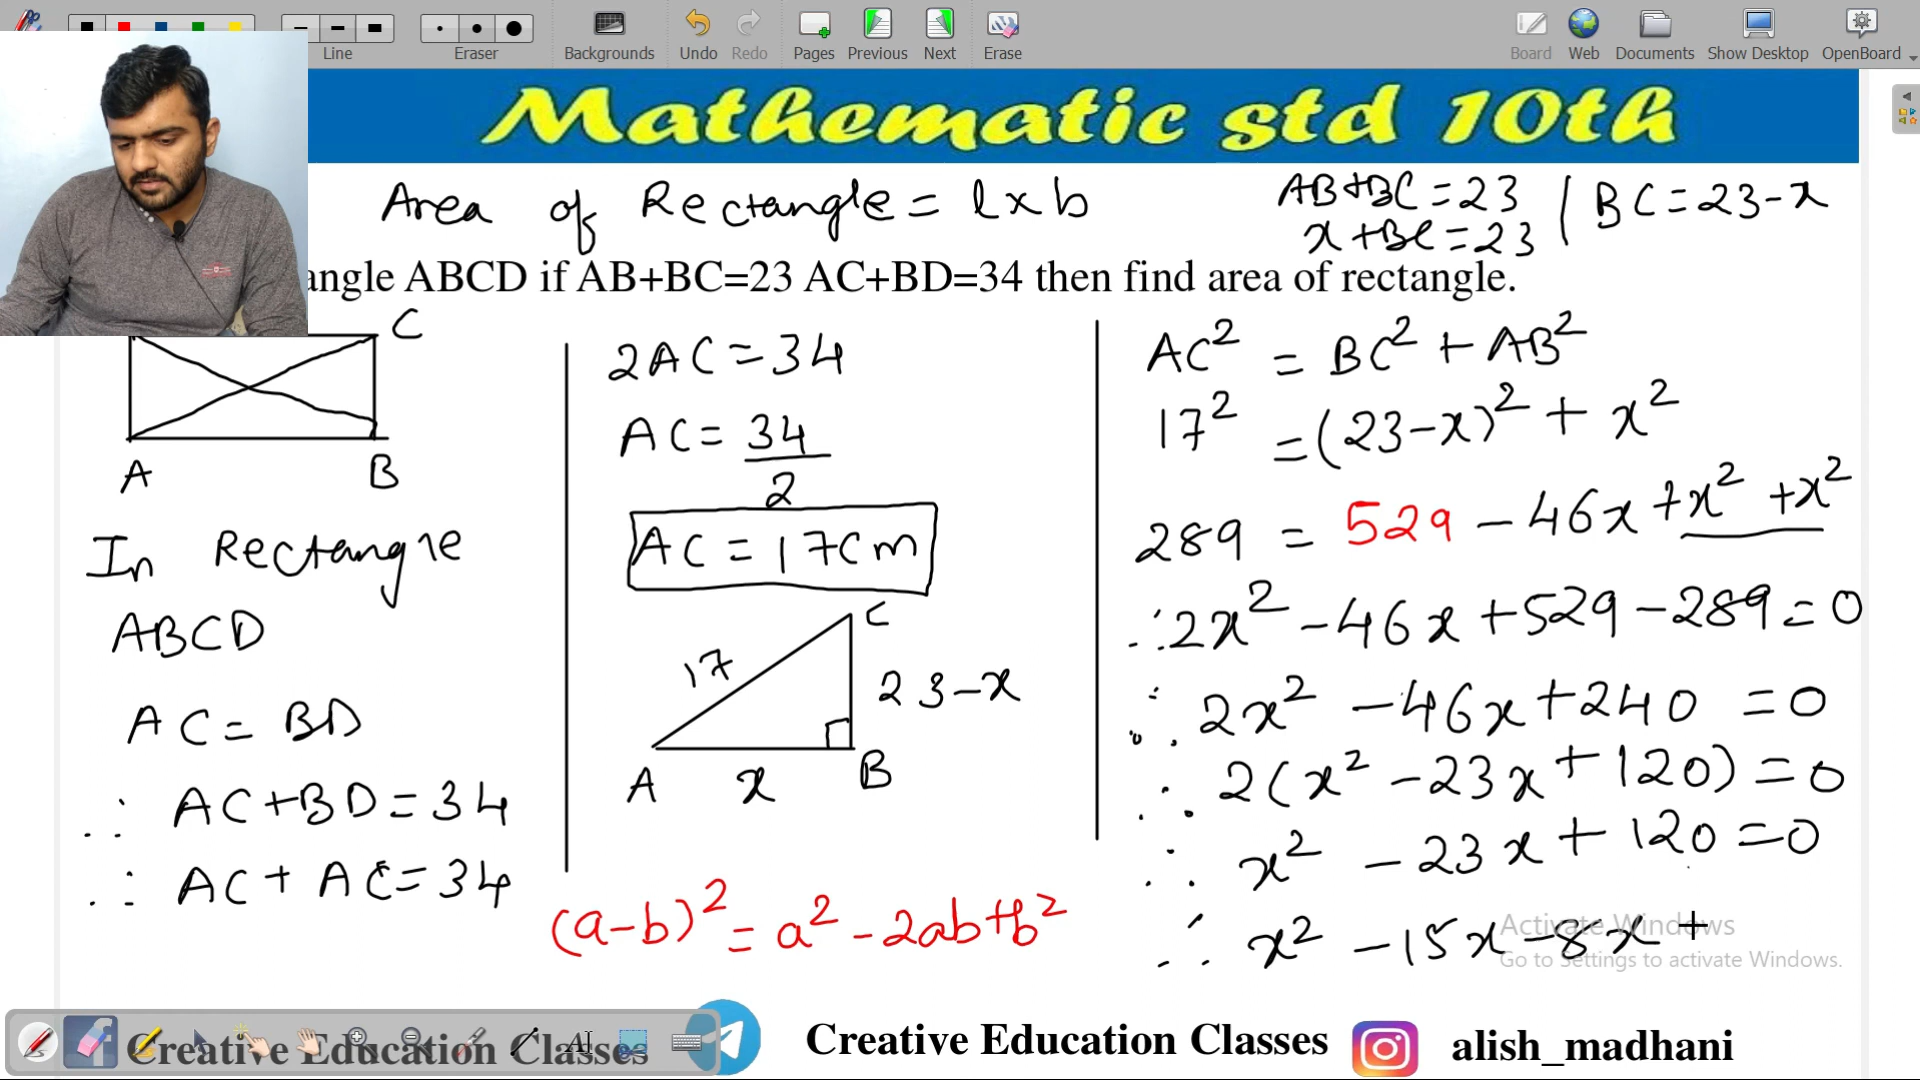 Line
Eraser
Backgrounds
Undo
Redo
Pages
Previous
Next
Erase
Board
Web
Documents
Show Desktop
OpenBoard
Mathematic std 10th
Area of Rectangle = l x b
AB+BC=23
x+BC=23
BC=23-x
angle ABCD if AB+BC=23 AC+BD=34 then find area of rectangle.
C
A B
In Rectangle
ABCD
AC = BD
∴ AC+BD=34
∴ AC+AC=34
2AC=34
AC=34/2
AC = 17cm
C
17
23-x
A x B
(a-b)² = a² - 2ab+b²
AC² = BC² + AB²
17² =(23-x)² + x²
289 = 529 -46x +x² +x²
∴2x² -46x +529-289=0
∴ 2x² -46x+240 =0
∴ 2(x² -23x+120)=0
∴ x² -23x+120=0
∴ x² -15x-8x+
Activate Windows
Go to Settings to activate Windows.
Creative Education Classes
Creative Education Classes
alish_madhani